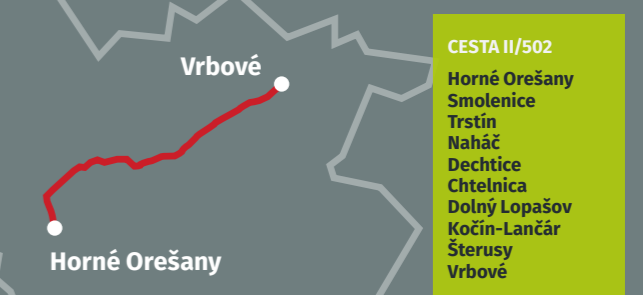 Vrbové
Horné Orešany
CESTA II/502
Horné Orešany
Smolenice
Trstín
Naháč
Dechtice
Chtelnica
Dolný Lopašov
Kočín-Lančár
Šterusy
Vrbové